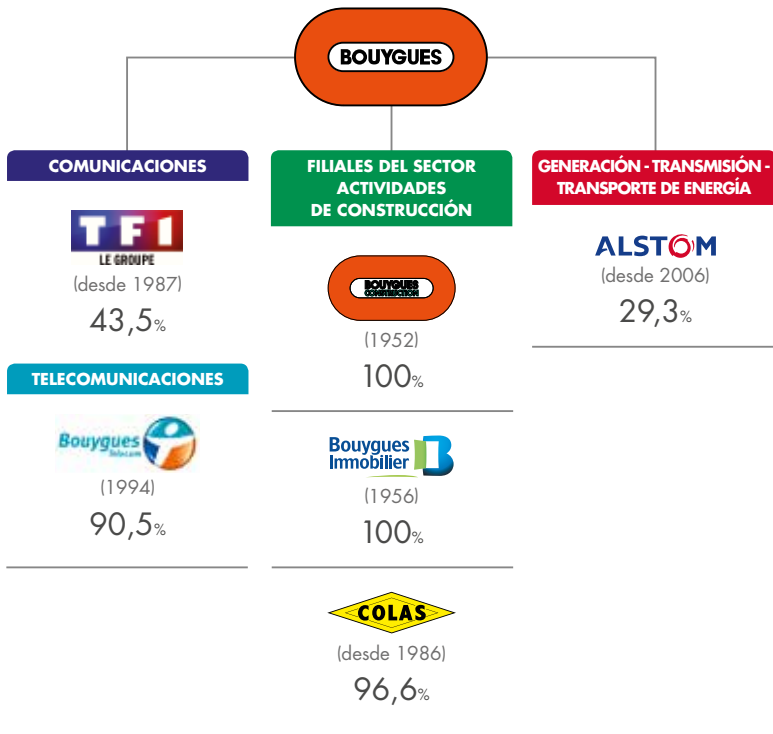 BOUYGUES
COMUNICACIONES
TF1
LE GROUPE
(desde 1987)
43,5%
TELECOMUNICACIONES
Bouygues
Telecom
(1994)
90,5%
FILIALES DEL SECTOR
ACTIVIDADES
DE CONSTRUCCIÓN
BOUYGUES
CONSTRUCTION
(1952)
100%
Bouygues
Immobilier
(1956)
100%
COLAS
(desde 1986)
96,6%
GENERACIÓN - TRANSMISIÓN -
TRANSPORTE DE ENERGÍA
ALSTOM
(desde 2006)
29,3%